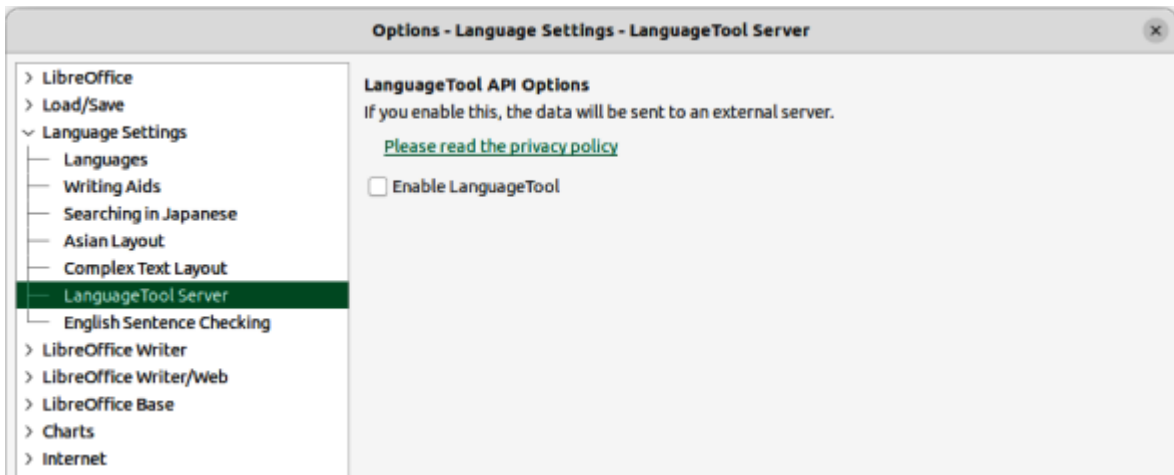 Options - Language Settings - LanguageTool Server
LibreOffice
Load/Save
Language Settings
Languages
Writing Aids
Searching in Japanese
Asian Layout
Complex Text Layout
LanguageTool Server
English Sentence Checking
LibreOffice Writer
LibreOffice Writer/Web
LibreOffice Base
Charts
Internet
LanguageTool API Options
If you enable this, the data will be sent to an external server.
Please read the privacy policy
Enable LanguageTool